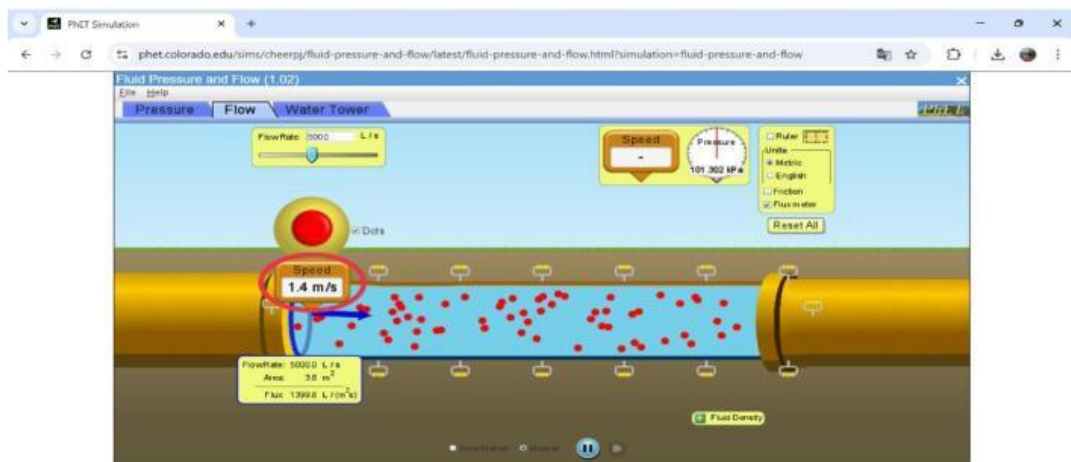 PhET Simulation
phet.colorado.edu/sims/cheerpj/fluid-pressure-and-flow/latest/fluid-pressure-and-flow.html?simulation=fluid-pressure-and-flow
Fluid Pressure and Flow (1.02)
File Help
Pressure Flow Water Tower
Flow Rate: 5000 L / s
Speed
-
Pressure
101.302 kPa
Ruler
Units
Metric
English
Friction
Flux meter
Reset All
Dots
Speed
1.4 m/s
Flow Rate: 5000.0 L / s
Area: 3.6 m²
Flux: 1399.6 L / (m²s)
Fluid Density